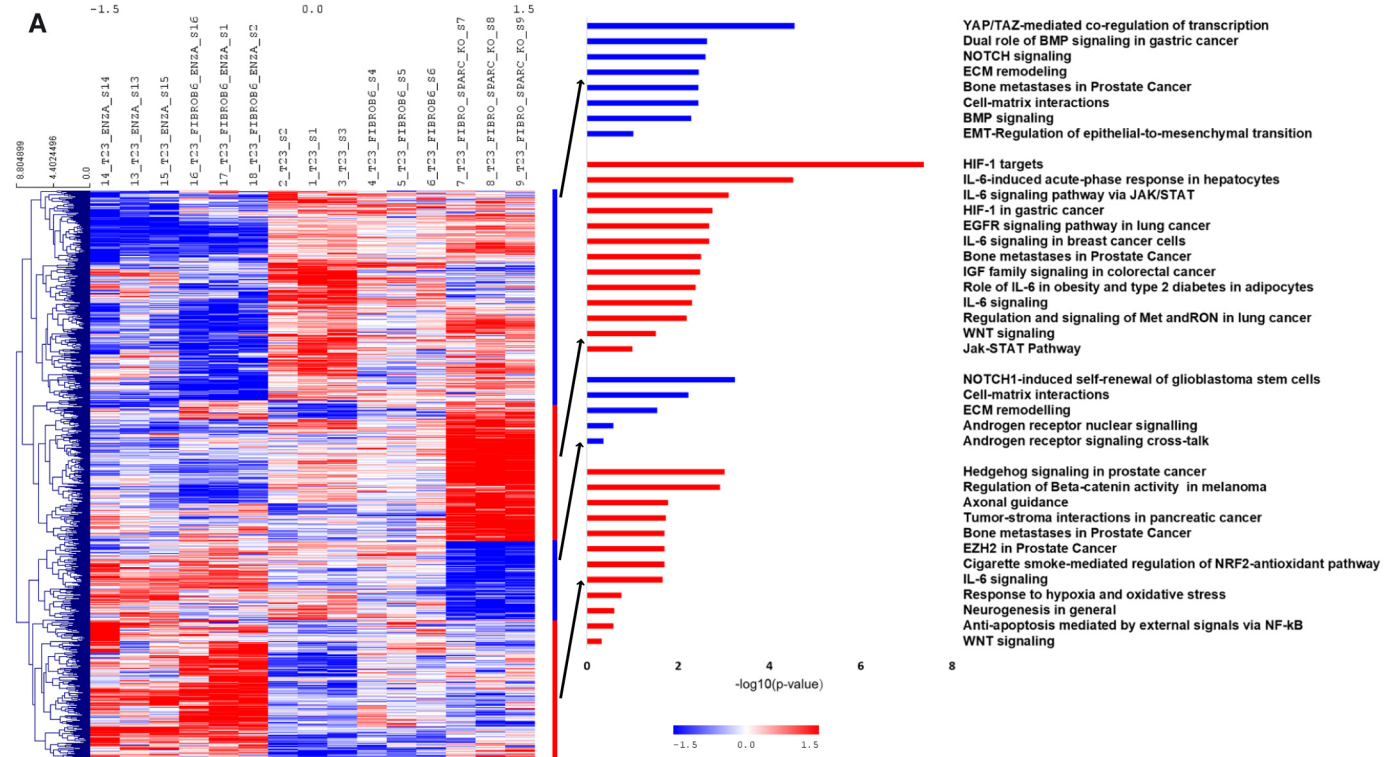 A
-1.5 0.0 1.5
8.804899
4.4024496
0.0
14_T23_ENZA_S14
13_T23_ENZA_S13
15_T23_ENZA_S15
16_T23_FIBROB6_ENZA_S16
17_T23_FIBROB6_ENZA_S1
18_T23_FIBROB6_ENZA_S2
2_T23_S2
1_T23_S1
3_T23_S3
4_T23_FIBROB6_S4
5_T23_FIBROB6_S5
6_T23_FIBROB6_S6
7_T23_FIBRO_SPARC_KO_S7
8_T23_FIBRO_SPARC_KO_S8
9_T23_FIBRO_SPARC_KO_S9
YAP/TAZ-mediated co-regulation of transcription
Dual role of BMP signaling in gastric cancer
NOTCH signaling
ECM remodeling
Bone metastases in Prostate Cancer
Cell-matrix interactions
BMP signaling
EMT-Regulation of epithelial-to-mesenchymal transition
HIF-1 targets
IL-6-induced acute-phase response in hepatocytes
IL-6 signaling pathway via JAK/STAT
HIF-1 in gastric cancer
EGFR signaling pathway in lung cancer
IL-6 signaling in breast cancer cells
Bone metastases in Prostate Cancer
IGF family signaling in colorectal cancer
Role of IL-6 in obesity and type 2 diabetes in adipocytes
IL-6 signaling
Regulation and signaling of Met andRON in lung cancer
WNT signaling
Jak-STAT Pathway
NOTCH1-induced self-renewal of glioblastoma stem cells
Cell-matrix interactions
ECM remodelling
Androgen receptor nuclear signalling
Androgen receptor signaling cross-talk
Hedgehog signaling in prostate cancer
Regulation of Beta-catenin activity in melanoma
Axonal guidance
Tumor-stroma interactions in pancreatic cancer
Bone metastases in Prostate Cancer
EZH2 in Prostate Cancer
Cigarette smoke-mediated regulation of NRF2-antioxidant pathway
IL-6 signaling
Response to hypoxia and oxidative stress
Neurogenesis in general
Anti-apoptosis mediated by external signals via NF-kB
WNT signaling
0 2 4 6 8
-log10(p-value)
-1.5 0.0 1.5